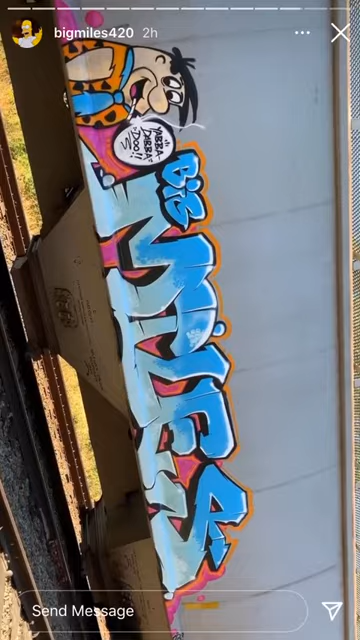 bigmiles420 2h
YABBA-
DABBA-
DOO!!
BiG
MiLES
Send Message